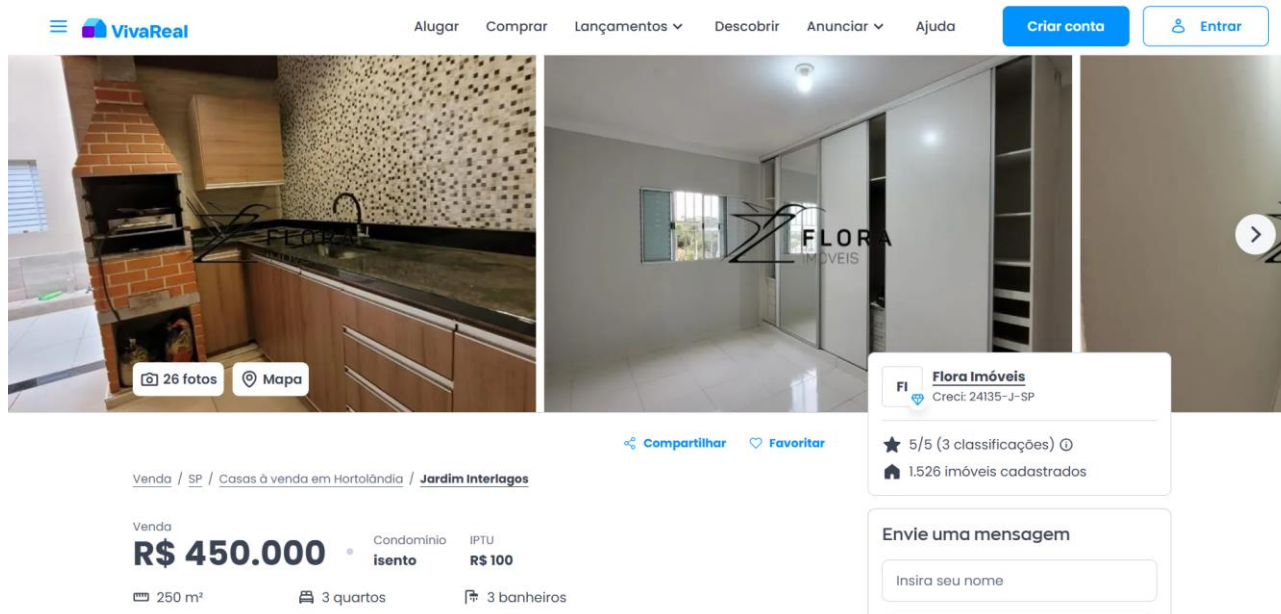 VivaReal
Alugar Comprar Lançamentos Descobrir Anunciar Ajuda Criar conta Entrar
FLORA
IMÓVEIS
FLORA
IMÓVEIS
26 fotos Mapa
FI
Flora Imóveis
Creci: 24135-J-SP
5/5 (3 classificações)
1.526 imóveis cadastrados
Compartilhar Favoritar
Venda / SP / Casas à venda em Hortolândia / Jardim Interlagos
Venda
R$ 450.000
Condomínio
isento
IPTU
R$ 100
250 m² 3 quartos 3 banheiros
Envie uma mensagem
Insira seu nome